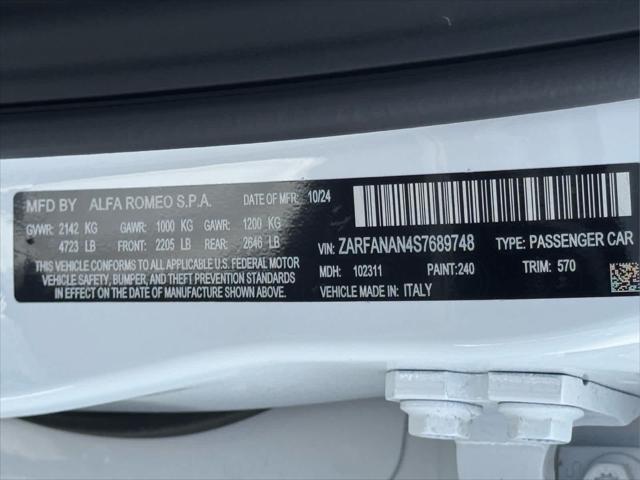 MFD BY ALFA ROMEO S.P.A. DATE OF MFR: 10/24
GVWR: 2142 KG GAWR: 1000 KG GAWR: 1200 KG
4723 LB FRONT: 2205 LB REAR: 2646 LB
THIS VEHICLE CONFORMS TO ALL APPLICABLE U.S. FEDERAL MOTOR
VEHICLE SAFETY, BUMPER, AND THEFT PREVENTION STANDARDS
IN EFFECT ON THE DATE OF MANUFACTURE SHOWN ABOVE.
VIN: ZARFANAN4S7689748 TYPE: PASSENGER CAR
MDH: 102311 PAINT:240 TRIM: 570
VEHICLE MADE IN: ITALY